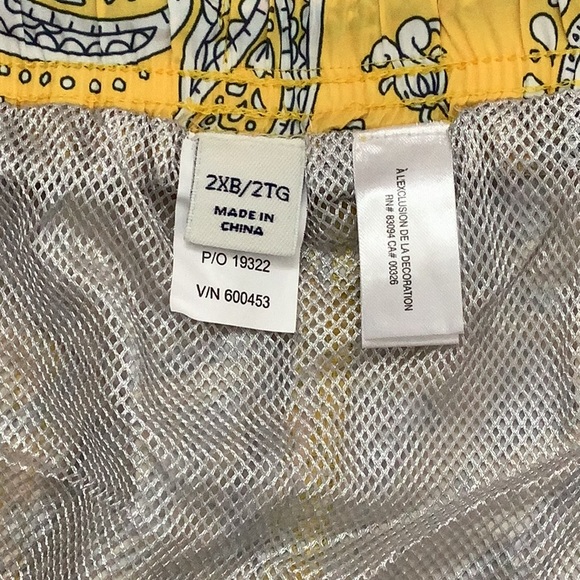 2XB/2TG
MADE IN
CHINA
P/O 19322
V/N 600453
À L'EXCLUSION DE LA DECORATION
RN# 83094 CA# 00326